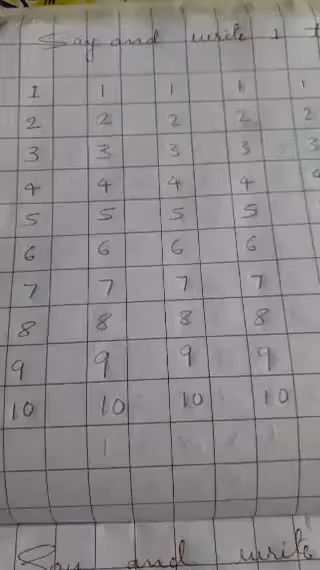 Say and write 1 t
1 1 1 1 1
2 2 2 2 2
3 3 3 3 3
4 4 4 4 4
5 5 5 5
6 6 6 6
7 7 7 7
8 8 8 8
9 9 9 9
10 10 10 10
Say and write